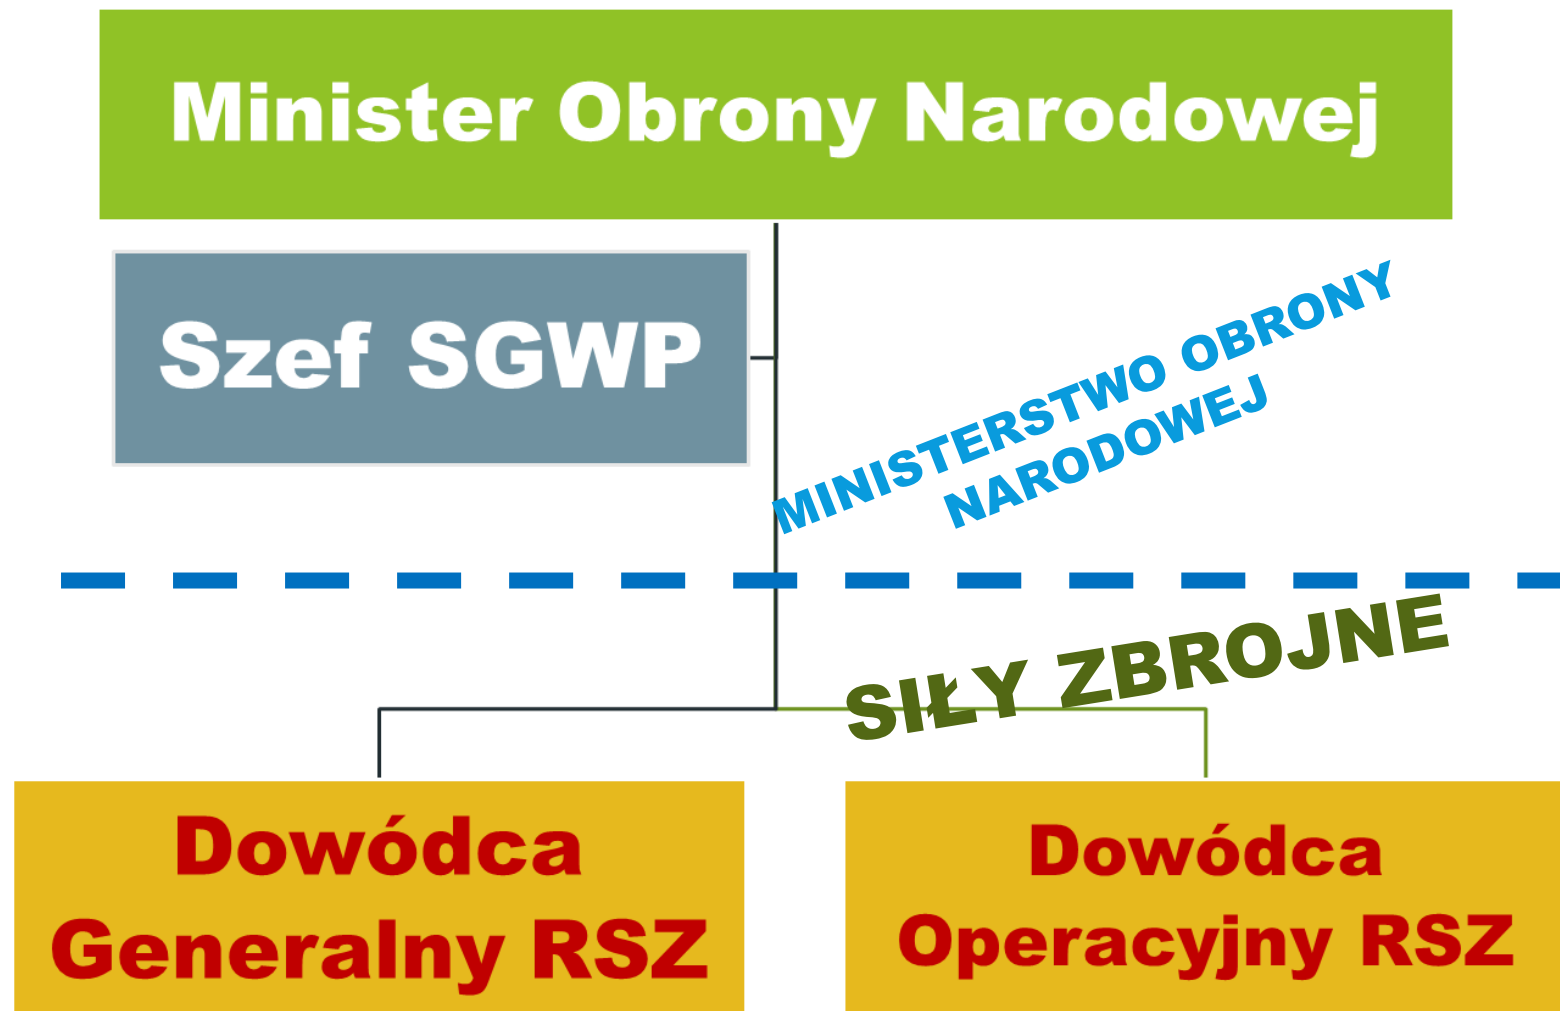 Minister Obrony Narodowej
Szef SGWP
MINISTERSTWO OBRONY
NARODOWEJ
SIŁY ZBROJNE
Dowódca
Generalny RSZ
Dowódca
Operacyjny RSZ